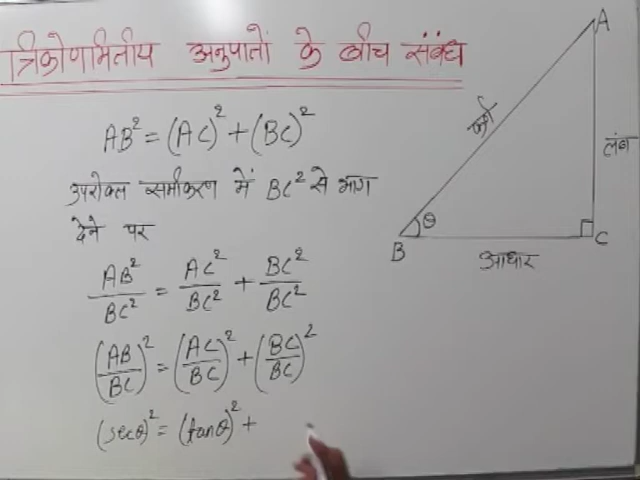 त्रिकोणमितीय अनुपातों के बीच संबंध
AB² = (AC)² + (BC)²
उपरोक्त समीकरण में BC² से भाग
देने पर
AB²/BC² = AC²/BC² + BC²/BC²
(AB/BC)² = (AC/BC)² + (BC/BC)²
(secθ)² = (tanθ)² +
A
कर्ण
लंब
B
θ
C
आधार